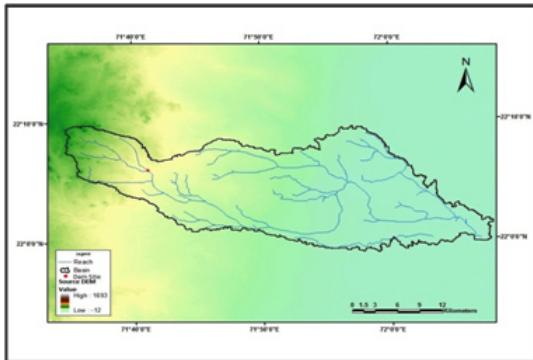 71°40'0"E 71°50'0"E 72°0'0"E
N
22°10'0"N 22°10'0"N
22°0'0"N 22°0'0"N
Legend
Reach
Basin
Dam Site
Source DEM
Value
High : 1693
Low : -12
0 1.5 3 6 9 12
Kilometers
71°40'0"E 71°50'0"E 72°0'0"E